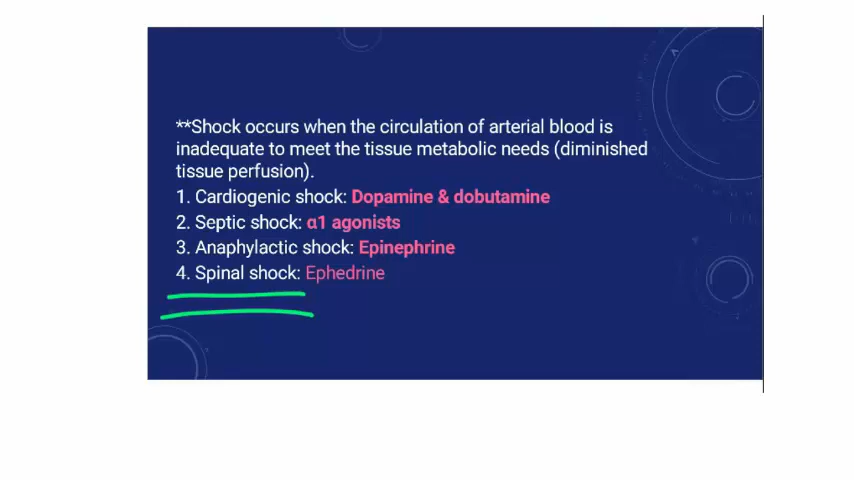 **Shock occurs when the circulation of arterial blood is
inadequate to meet the tissue metabolic needs (diminished
tissue perfusion).
1. Cardiogenic shock: Dopamine & dobutamine
2. Septic shock: α1 agonists
3. Anaphylactic shock: Epinephrine
4. Spinal shock: Ephedrine